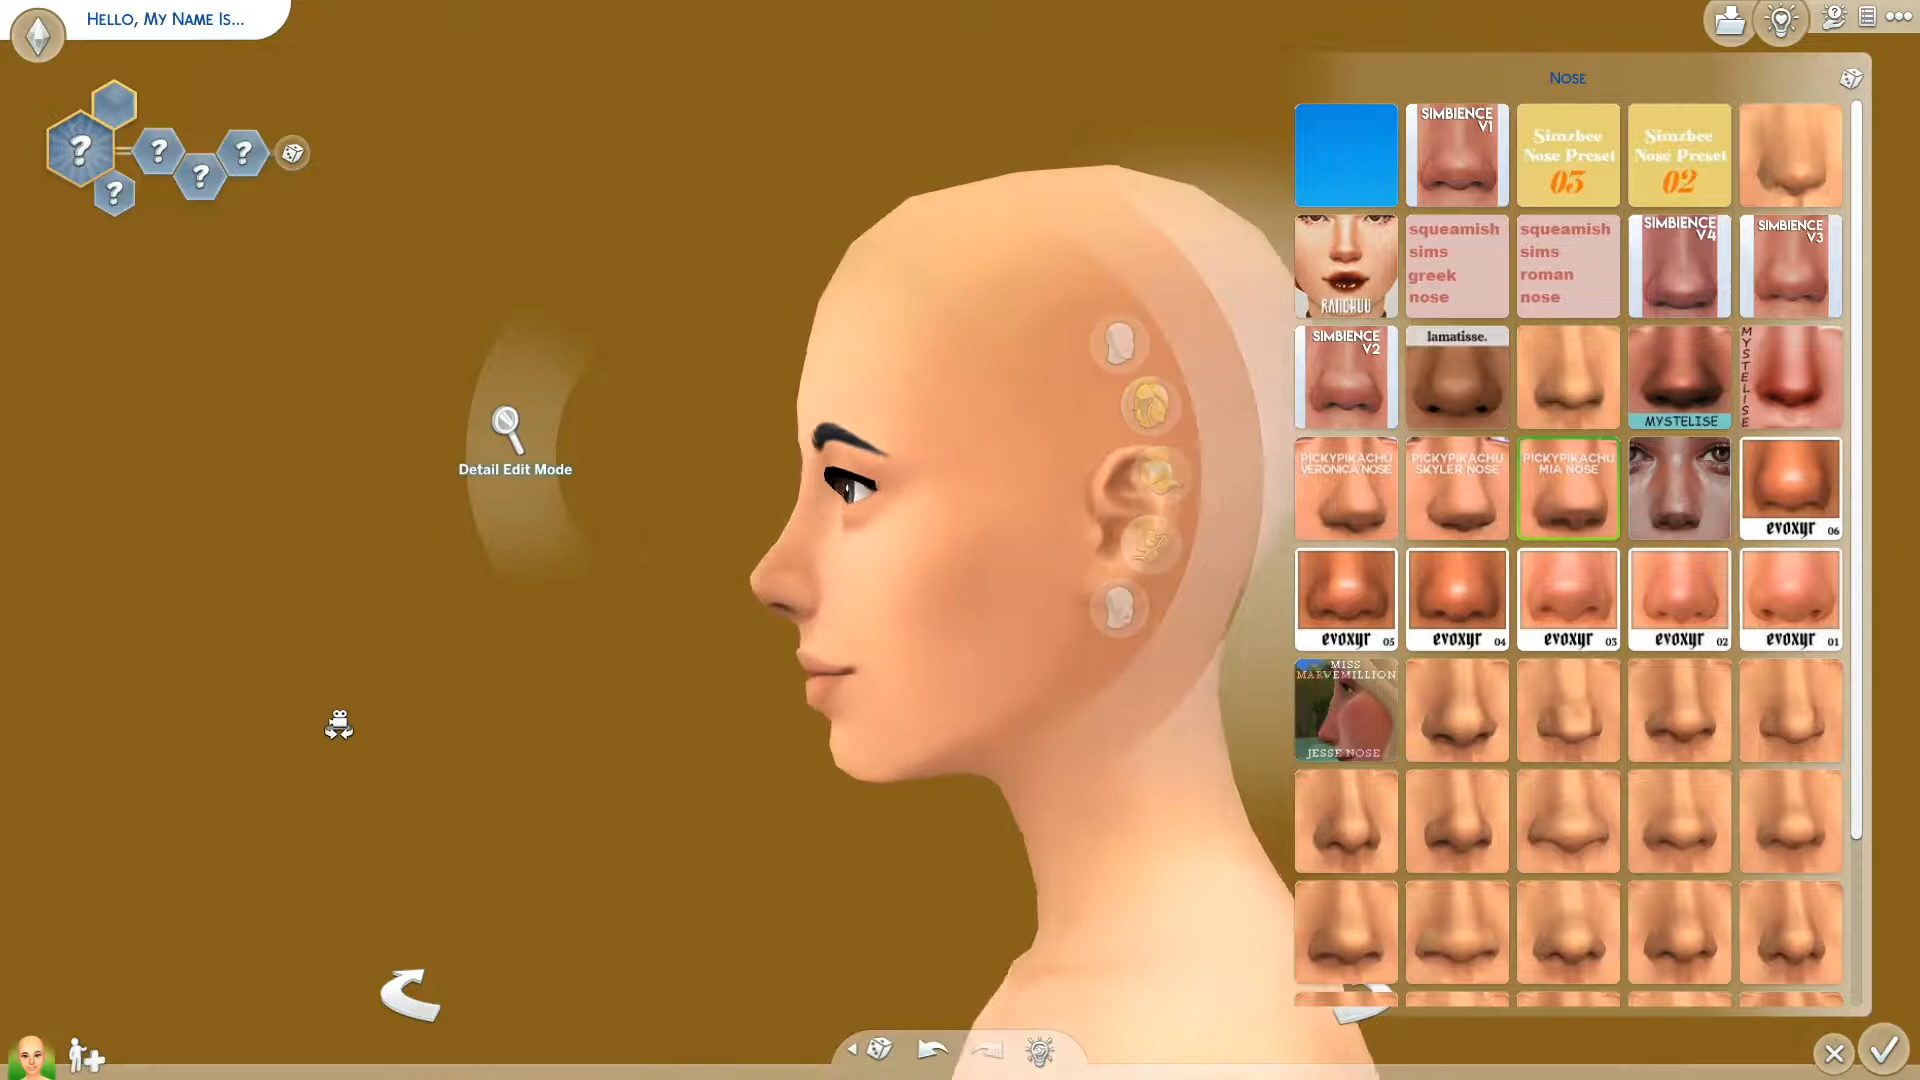 Hello, My Name Is...
?
?
?
?
?
Detail Edit Mode
Nose
SIMBIENCE
V1
Simzbee
Nose Preset
03
Simzbee
Nose Preset
02
RANCHUU
squeamish
sims
greek
nose
squeamish
sims
roman
nose
SIMBIENCE
V4
SIMBIENCE
V3
SIMBIENCE
V2
lamatisse.
MYSTELISE
MYSTELISE
PICKYPIKACHU
VERONICA NOSE
PICKYPIKACHU
SKYLER NOSE
PICKYPIKACHU
MIA NOSE
evoxyr 06
evoxyr 05
evoxyr 04
evoxyr 03
evoxyr 02
evoxyr 01
MISS
MARVEMILLION
JESSE NOSE